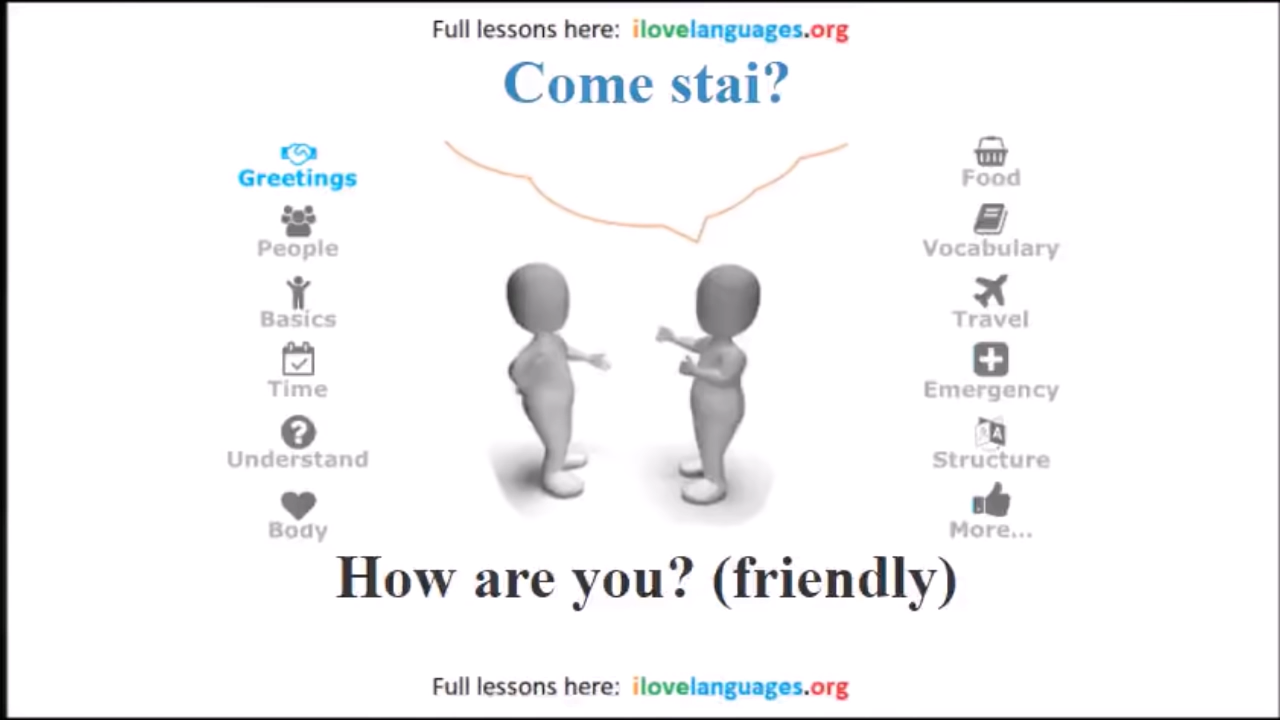 Full lessons here: ilovelanguages.org
Come stai?
Greetings
People
Basics
Time
Understand
Body
Food
Vocabulary
Travel
Emergency
Structure
More...
How are you? (friendly)
Full lessons here: ilovelanguages.org